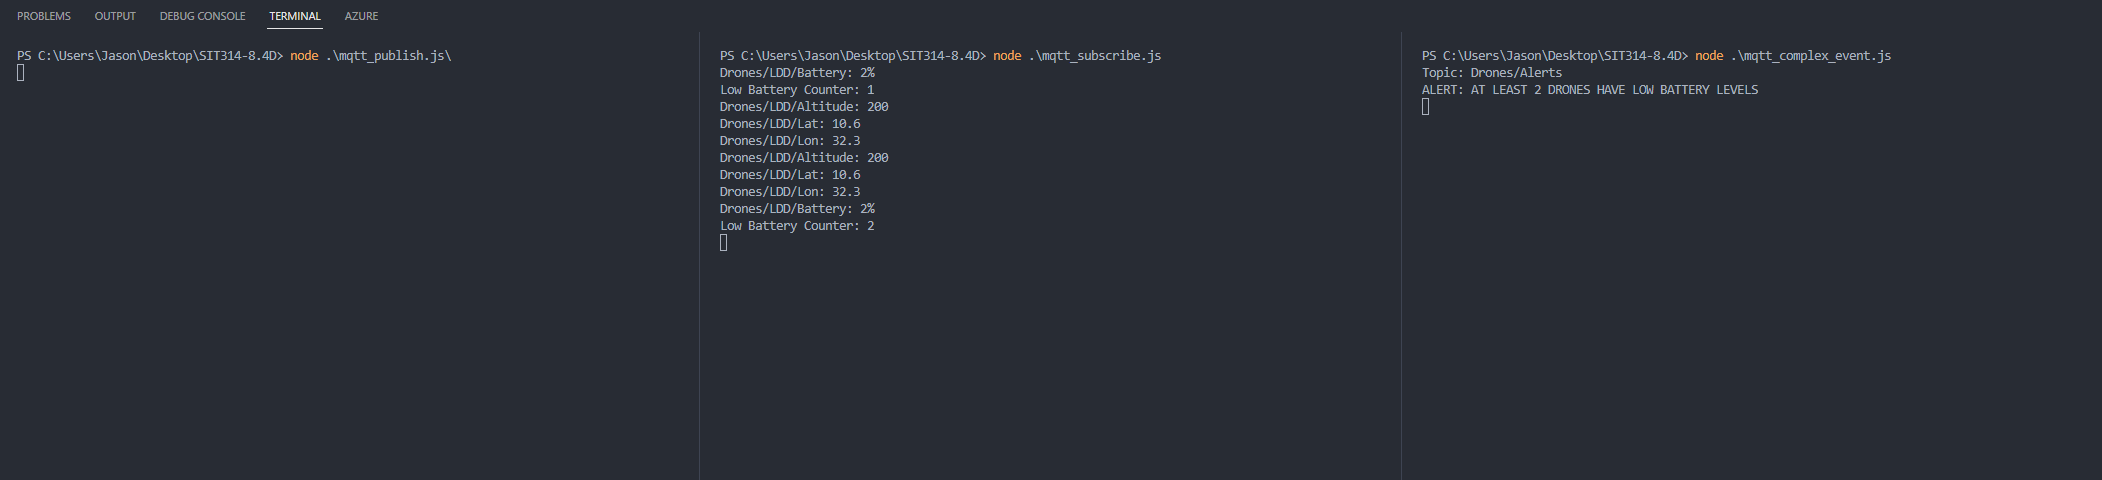 PROBLEMS OUTPUT DEBUG CONSOLE TERMINAL AZURE
PS C:\Users\Jason\Desktop\SIT314-8.4D> node .\mqtt_publish.js\
PS C:\Users\Jason\Desktop\SIT314-8.4D> node .\mqtt_subscribe.js
Drones/LDD/Battery: 2%
Low Battery Counter: 1
Drones/LDD/Altitude: 200
Drones/LDD/Lat: 10.6
Drones/LDD/Lon: 32.3
Drones/LDD/Altitude: 200
Drones/LDD/Lat: 10.6
Drones/LDD/Lon: 32.3
Drones/LDD/Battery: 2%
Low Battery Counter: 2
PS C:\Users\Jason\Desktop\SIT314-8.4D> node .\mqtt_complex_event.js
Topic: Drones/Alerts
ALERT: AT LEAST 2 DRONES HAVE LOW BATTERY LEVELS